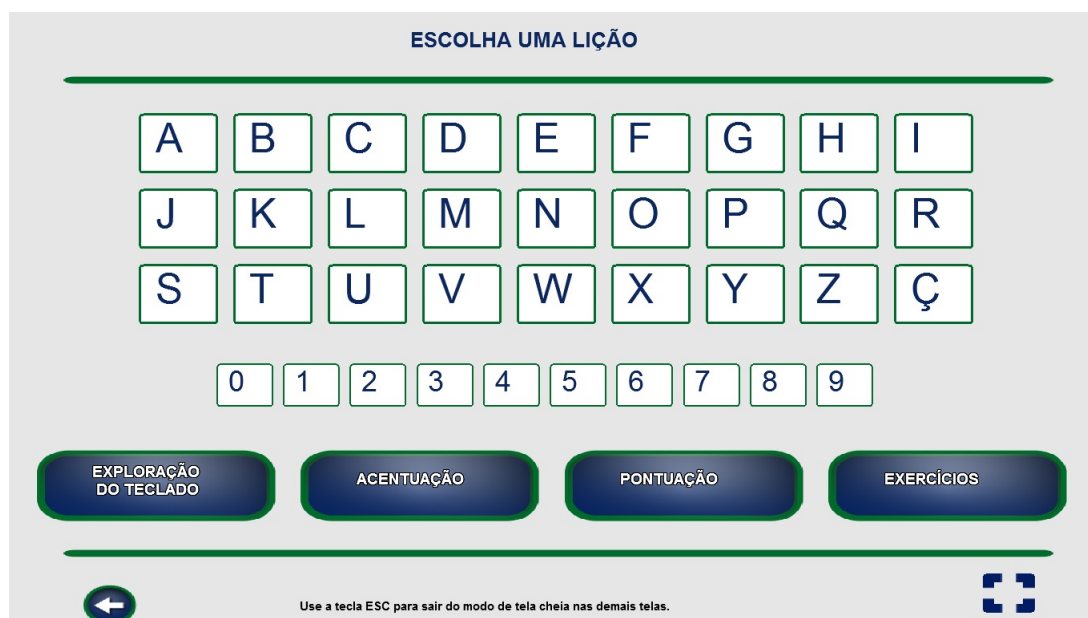 ESCOLHA UMA LIÇÃO
A B C D E F G H I
J K L M N O P Q R
S T U V W X Y Z Ç
0 1 2 3 4 5 6 7 8 9
EXPLORAÇÃO
DO TECLADO
ACENTUAÇÃO
PONTUAÇÃO
EXERCÍCIOS
Use a tecla ESC para sair do modo de tela cheia nas demais telas.